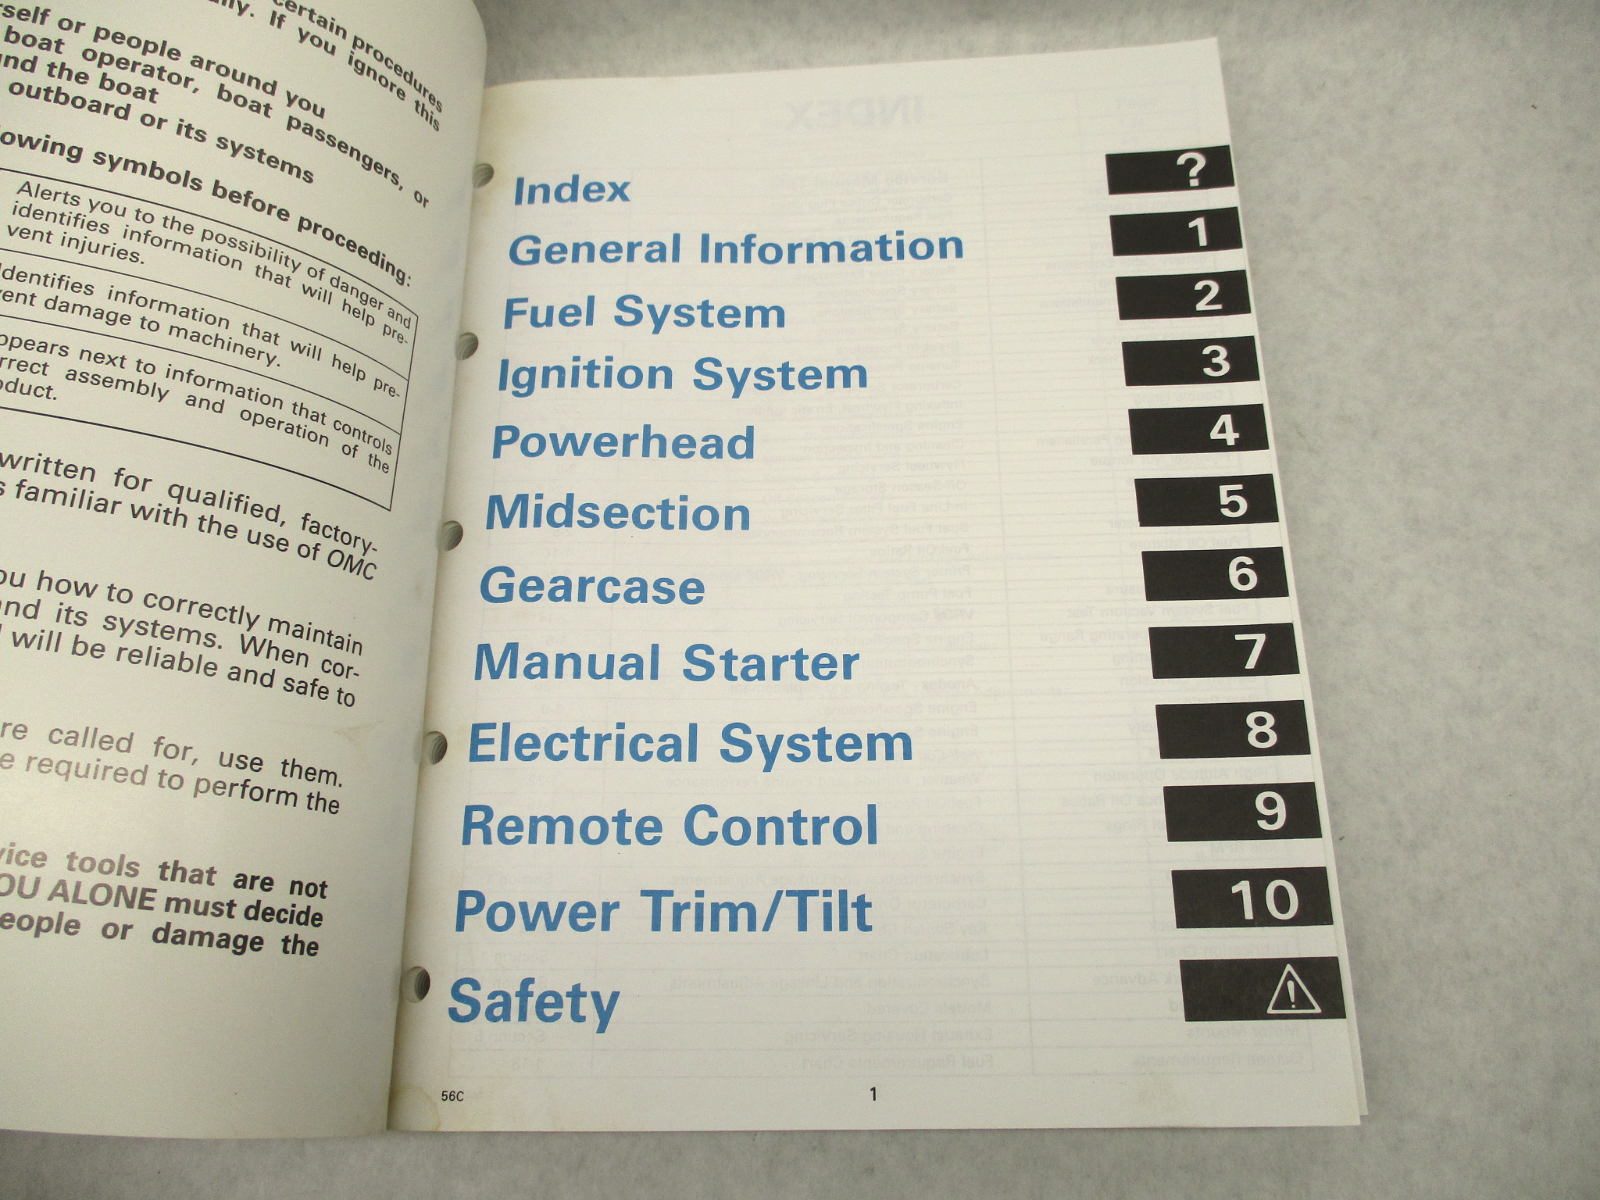 certain procedures
ally. If you ignore this
rself or people around you
boat operator, boat passengers, or
und the boat
outboard or its systems
owing symbols before proceeding:
Alerts you to the possibility of danger and
identifies information that will help pre-
vent injuries.
Identifies information that will help pre-
vent damage to machinery.
ppears next to information that controls
rrect assembly and operation of the
oduct.
written for qualified, factory-
s familiar with the use of OMC
ou how to correctly maintain
and its systems. When cor-
will be reliable and safe to
re called for, use them.
e required to perform the
vice tools that are not
OU ALONE must decide
eople or damage the
Index ?
General Information 1
Fuel System 2
Ignition System 3
Powerhead 4
Midsection 5
Gearcase 6
Manual Starter 7
Electrical System 8
Remote Control 9
Power Trim/Tilt 10
Safety !
56C 1